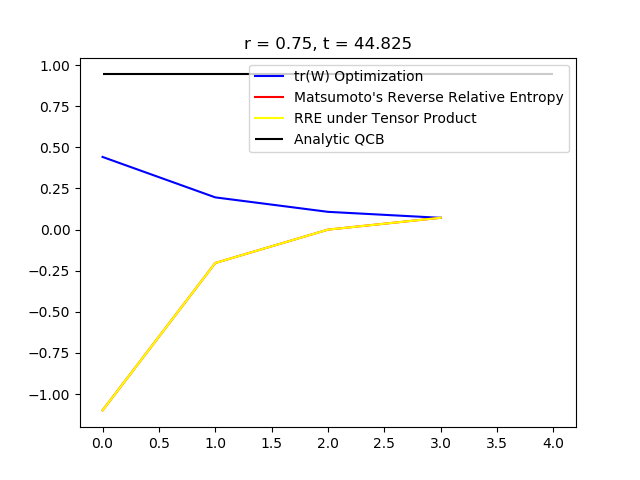 r = 0.75, t = 44.825
tr(W) Optimization
Matsumoto's Reverse Relative Entropy
RRE under Tensor Product
Analytic QCB
1.00
0.75
0.50
0.25
0.00
−0.25
−0.50
−0.75
−1.00
0.0 0.5 1.0 1.5 2.0 2.5 3.0 3.5 4.0